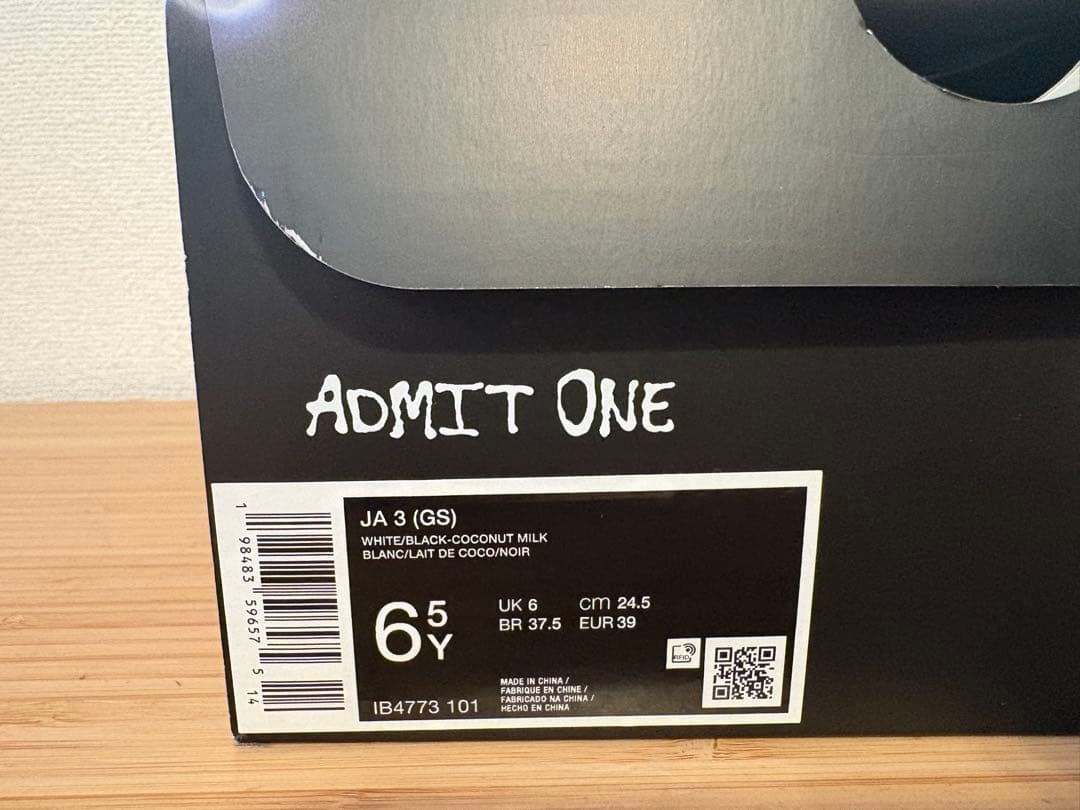 ADMIT ONE
JA 3 (GS)
WHITE/BLACK-COCONUT MILK
BLANC/LAIT DE COCO/NOIR
6 5 Y
UK 6 cm 24.5
BR 37.5 EUR 39
RFID
MADE IN CHINA /
FABRIQUE EN CHINE /
FABRICADO NA CHINA /
HECHO EN CHINA
IB4773 101
1 98483 59657 5 14